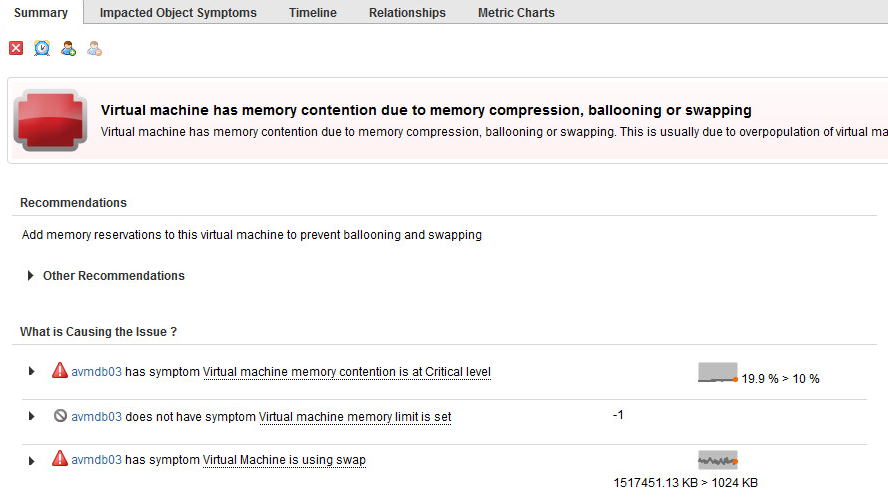 Summary Impacted Object Symptoms Timeline Relationships Metric Charts
Virtual machine has memory contention due to memory compression, ballooning or swapping
Virtual machine has memory contention due to memory compression, ballooning or swapping. This is usually due to overpopulation of virtual ma
Recommendations
Add memory reservations to this virtual machine to prevent ballooning and swapping
Other Recommendations
What is Causing the Issue ?
avmdb03 has symptom Virtual machine memory contention is at Critical level 19.9 % > 10 %
avmdb03 does not have symptom Virtual machine memory limit is set -1
avmdb03 has symptom Virtual Machine is using swap
1517451.13 KB > 1024 KB